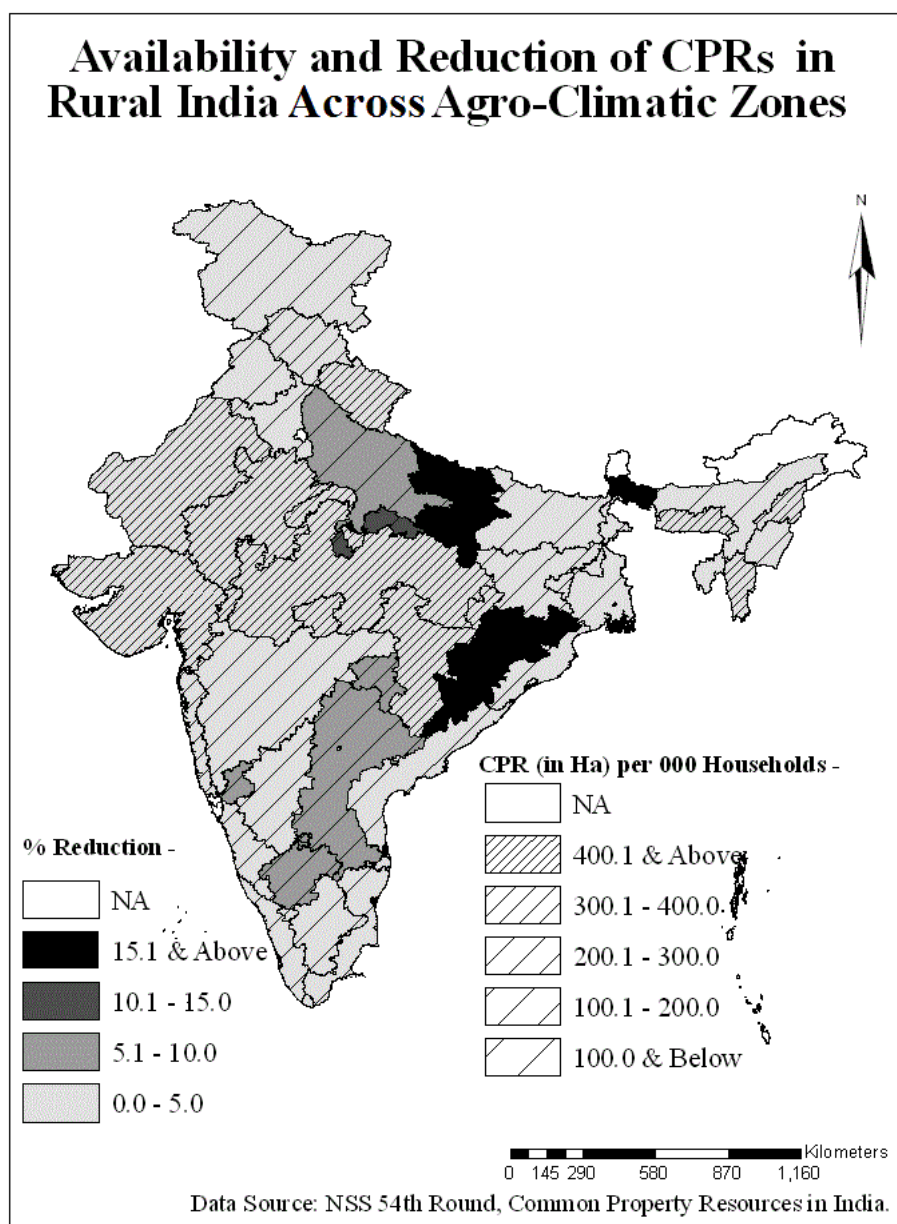 Availability and Reduction of CPRs in
Rural India Across Agro-Climatic Zones
N
CPR (in Ha) per 000 Households -
NA
400.1 & Above
300.1 - 400.0
200.1 - 300.0
100.1 - 200.0
100.0 & Below
% Reduction -
NA
15.1 & Above
10.1 - 15.0
5.1 - 10.0
0.0 - 5.0
Kilometers
0 145 290 580 870 1,160
Data Source: NSS 54th Round, Common Property Resources in India.